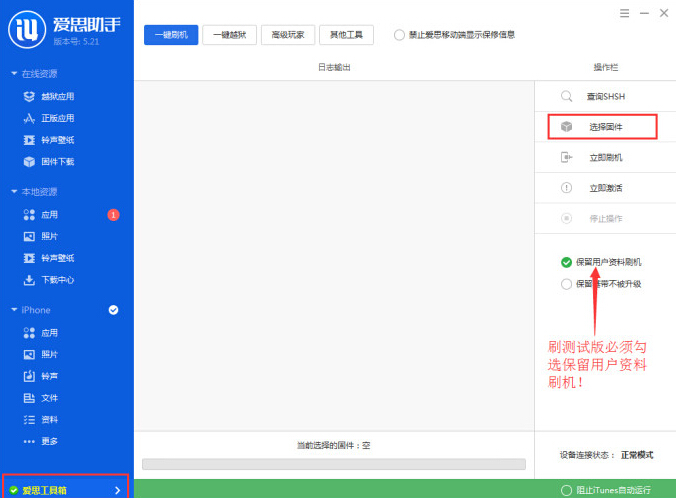 爱思助手
版本号: 5.21
一键刷机
一键越狱
高级玩家
其他工具
禁止爱思移动端显示保修信息
日志输出
操作栏
在线资源
越狱应用
正版应用
铃声壁纸
固件下载
本地资源
应用
1
照片
铃声壁纸
下载中心
iPhone
应用
照片
铃声
文件
资料
更多
爱思工具箱
查询SHSH
选择固件
立即刷机
立即激活
停止操作
保留用户资料刷机
保留基带不被升级
刷测试版必须勾
选保留用户资料
刷机！
当前选择的固件：空
设备连接状态： 正常模式
阻止iTunes自动运行